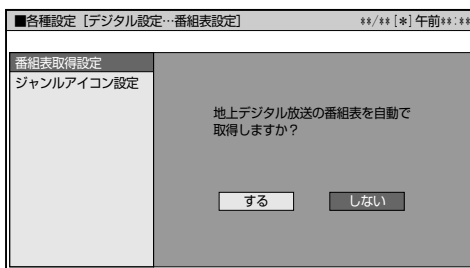 ■各種設定［デジタル設定…番組表設定］　**/**[*]午前**:**
番組表取得設定
ジャンルアイコン設定
地上デジタル放送の番組表を自動で
取得しますか？
する　しない